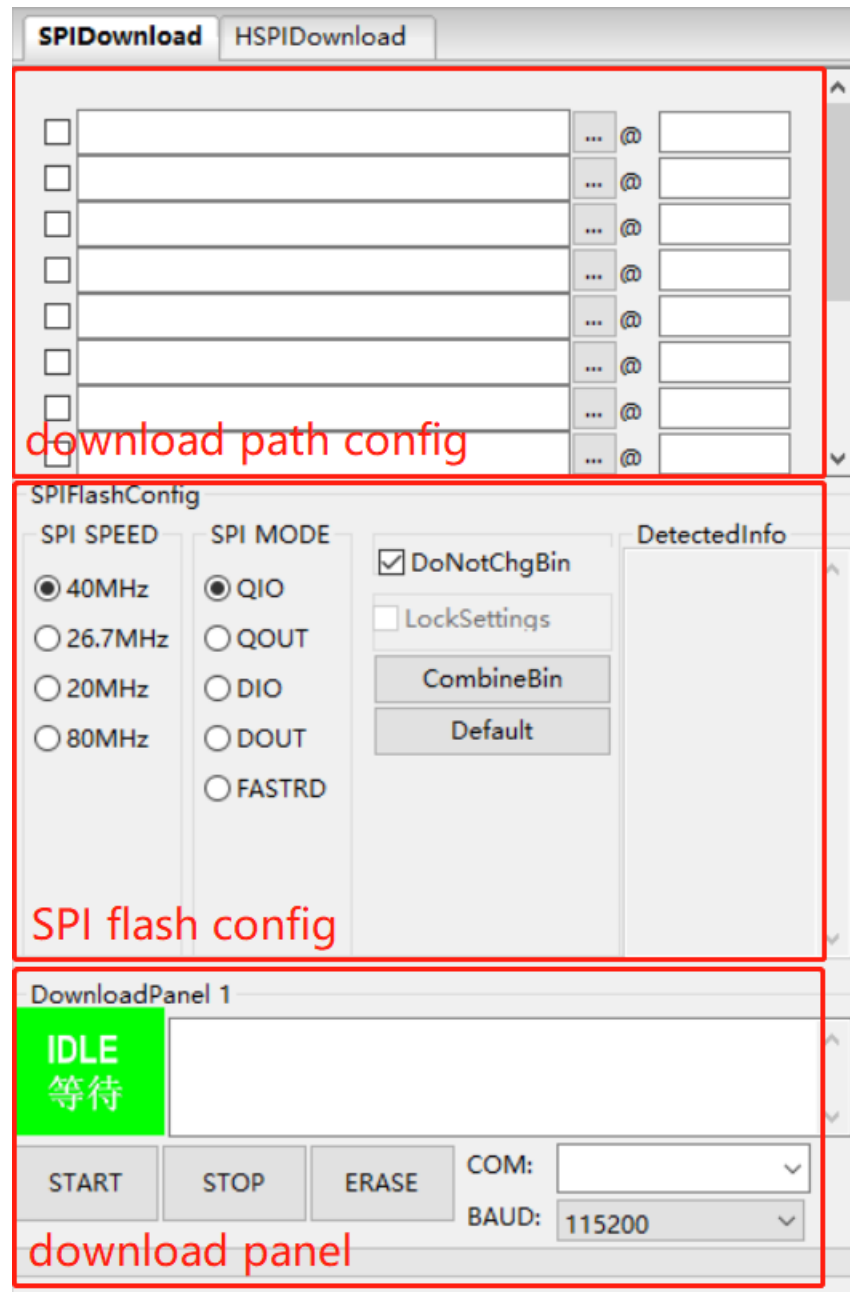 SPIDownload HSPIDownload
... @
... @
... @
... @
... @
... @
... @
... @
download path config
SPIFlashConfig
SPI SPEED SPI MODE DetectedInfo
40MHz QIO DoNotChgBin
26.7MHz QOUT LockSettings
20MHz DIO CombineBin
80MHz DOUT Default
FASTRD
SPI flash config
DownloadPanel 1
IDLE
等待
START STOP ERASE COM:
BAUD: 115200
download panel